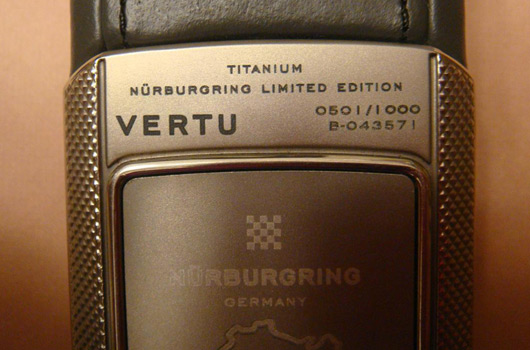 TITANIUM
NÜRBURGRING LIMITED EDITION
VERTU
0501/1000
B-043571
NÜRBURGRING
GERMANY